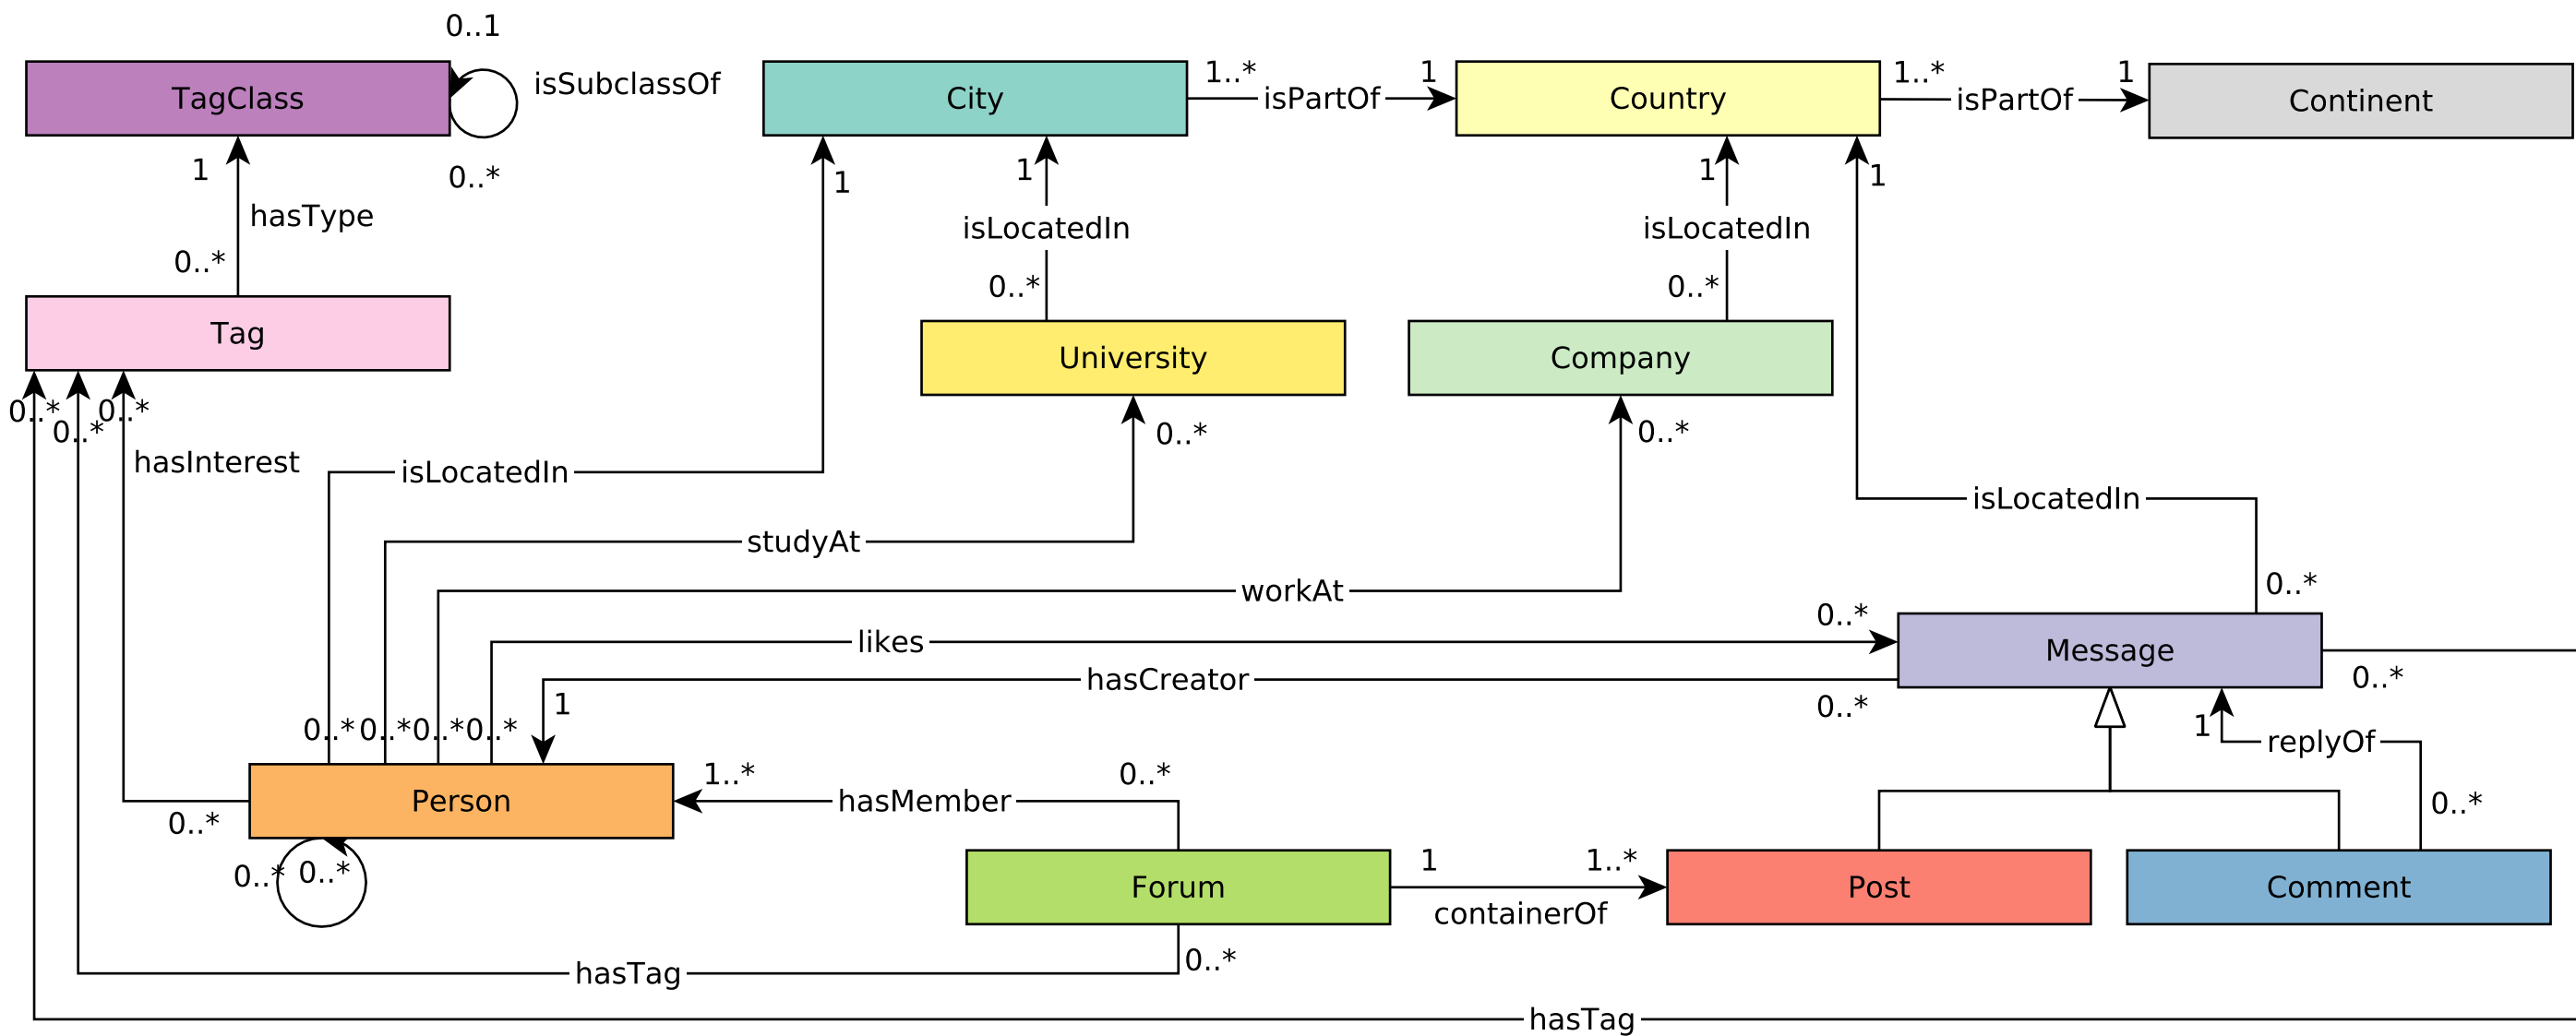 0..1
TagClass
isSubclassOf
0..*
City
1..*
isPartOf
1
Country
1..*
isPartOf
1
Continent
1
hasType
0..*
1
1
isLocatedIn
0..*
1
isLocatedIn
0..*
1
Tag
University
Company
0..*
0..*
0..*
hasInterest
0..*
0..*
isLocatedIn
isLocatedIn
studyAt
workAt
0..*
0..*
likes
Message
hasCreator
0..*
0..*
1
0..*
0..*
0..*
0..*
1
replyOf
Person
1..*
hasMember
0..*
0..*
0..*
0..*
0..*
Forum
1
containerOf
1..*
Post
Comment
0..*
hasTag
hasTag